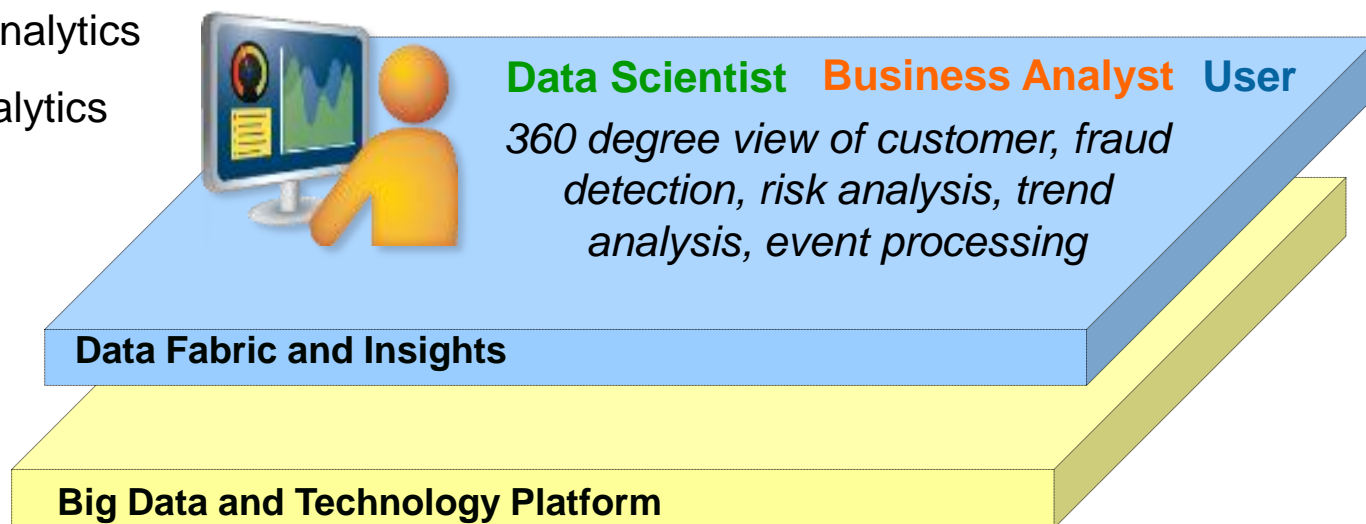 nalytics
alytics
Data Scientist Business Analyst User
360 degree view of customer, fraud
detection, risk analysis, trend
analysis, event processing
Data Fabric and Insights
Big Data and Technology Platform